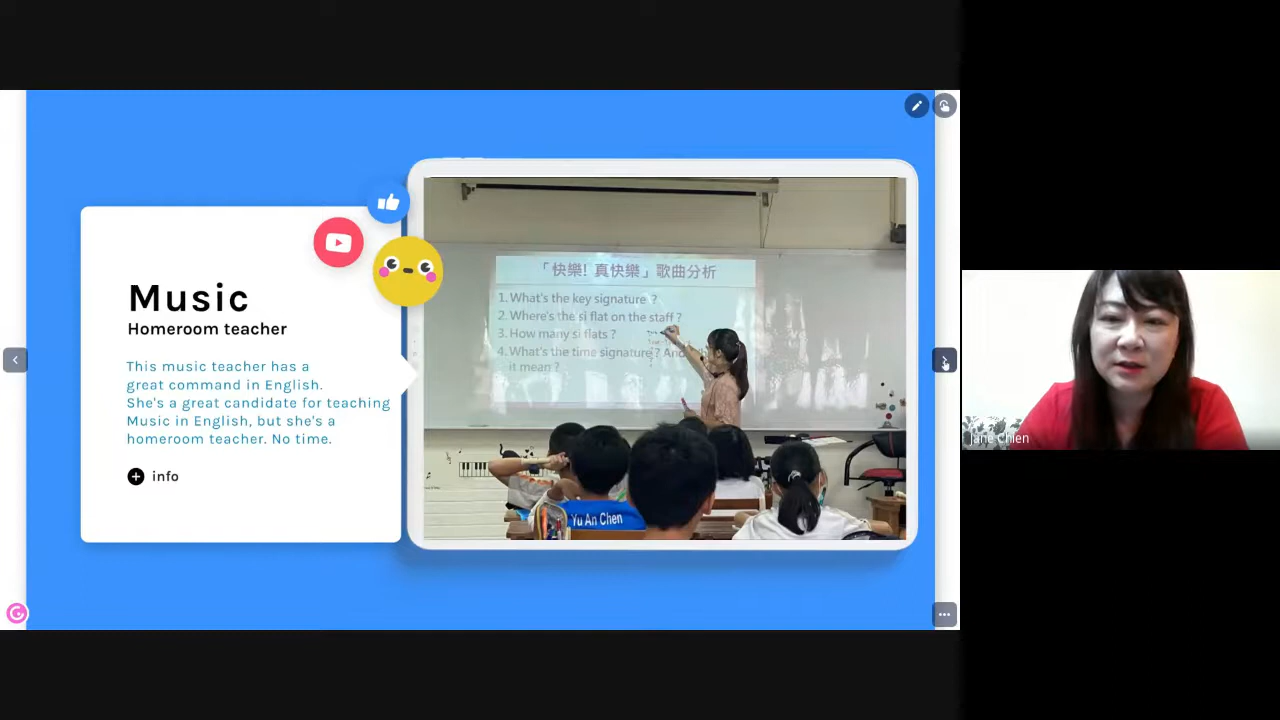 Music
Homeroom teacher
This music teacher has a
great command in English.
She's a great candidate for teaching
Music in English, but she's a
homeroom teacher. No time.
info
「快樂! 真快樂」歌曲分析
1. What's the key signature ?
2. Where's the si flat on the staff ?
3. How many si flats ?
4. What's the time signature ? And
it mean ?
Yu An Chen
Jane Chien